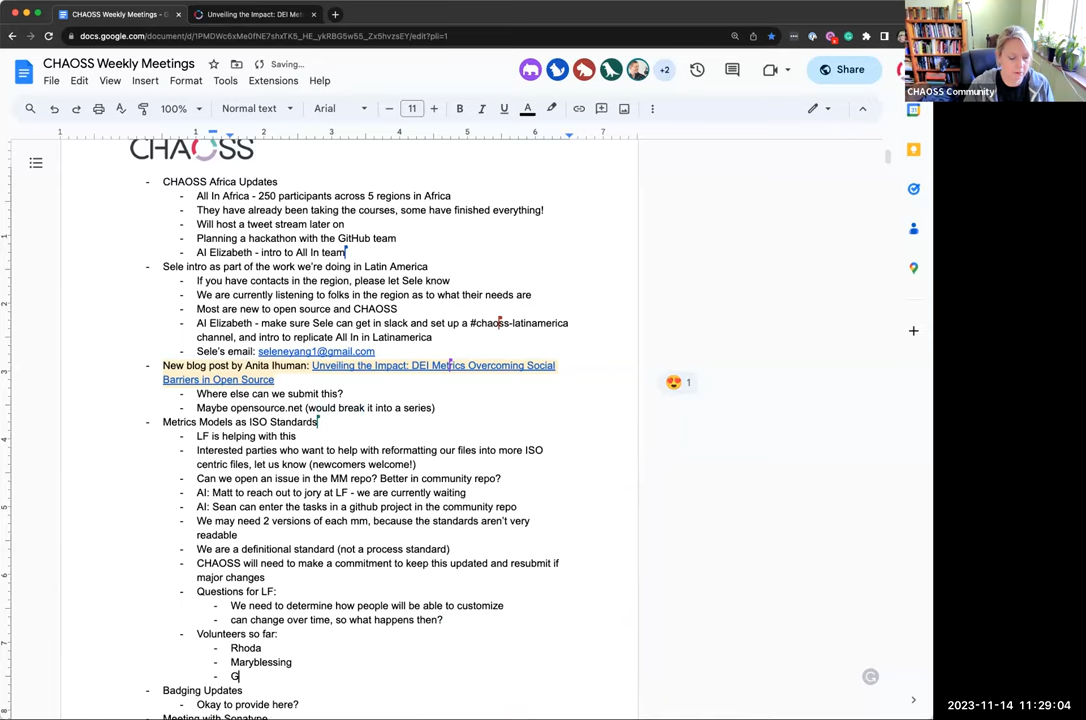 CHAOSS Weekly Meetings - G
Unveiling the Impact: DEI Met
docs.google.com/document/d/1PMDWc6xMe0fNE7shxTK5_HE_ykRBG5w55_Zx5hvzsEY/edit?pli=1
CHAOSS Weekly Meetings
Saving...
File Edit View Insert Format Tools Extensions Help
+2
Share
CHAOSS Community
100%
Normal text
Arial
11
B I U A
1 1 2 3 4 5 6 7
CHAOSS
- CHAOSS Africa Updates
- All In Africa - 250 participants across 5 regions in Africa
- They have already been taking the courses, some have finished everything!
- Will host a tweet stream later on
- Planning a hackathon with the GitHub team
- AI Elizabeth - intro to All In team
- Sele intro as part of the work we're doing in Latin America
- If you have contacts in the region, please let Sele know
- We are currently listening to folks in the region as to what their needs are
- Most are new to open source and CHAOSS
- AI Elizabeth - make sure Sele can get in slack and set up a #chaoss-latinamerica
channel, and intro to replicate All In in Latinamerica
- Sele's email: seleneyang1@gmail.com
- New blog post by Anita Ihuman: Unveiling the Impact: DEI Metrics Overcoming Social
Barriers in Open Source
1
- Where else can we submit this?
- Maybe opensource.net (would break it into a series)
- Metrics Models as ISO Standards
- LF is helping with this
- Interested parties who want to help with reformatting our files into more ISO
centric files, let us know (newcomers welcome!)
- Can we open an issue in the MM repo? Better in community repo?
- AI: Matt to reach out to jory at LF - we are currently waiting
- AI: Sean can enter the tasks in a github project in the community repo
- We may need 2 versions of each mm, because the standards aren't very
readable
- We are a definitional standard (not a process standard)
- CHAOSS will need to make a commitment to keep this updated and resubmit if
major changes
- Questions for LF:
- We need to determine how people will be able to customize
- can change over time, so what happens then?
- Volunteers so far:
- Rhoda
- Maryblessing
- G
- Badging Updates
- Okay to provide here?
- Meeting with Sonatype
2023-11-14 11:29:04